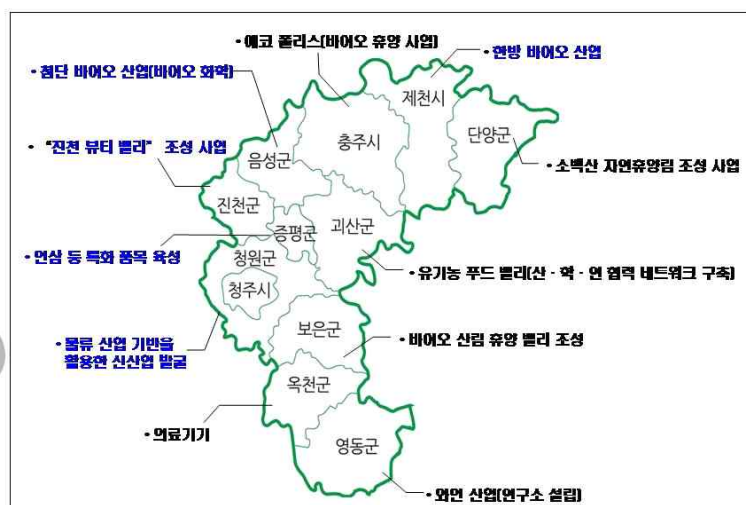 • 에코 폴리스(바이오 휴양 사업)
• 한방 바이오 산업
• 첨단 바이오 산업(바이오 화학)
제천시
단양군
충주시
• "진천 뷰티 밸리" 조성 사업
음성군
• 소백산 자연휴양림 조성 사업
진천군
괴산군
증평군
• 인삼 등 특화 품목 육성
청원군
• 유기농 푸드 밸리(산 - 학 - 연 협력 네트워크 구축)
청주시
보은군
• 바이오 산림 휴양 밸리 조성
• 물류 산업 기반을
활용한 신산업 발굴
옥천군
• 의료기기
영동군
• 와인 산업(연구소 설립)